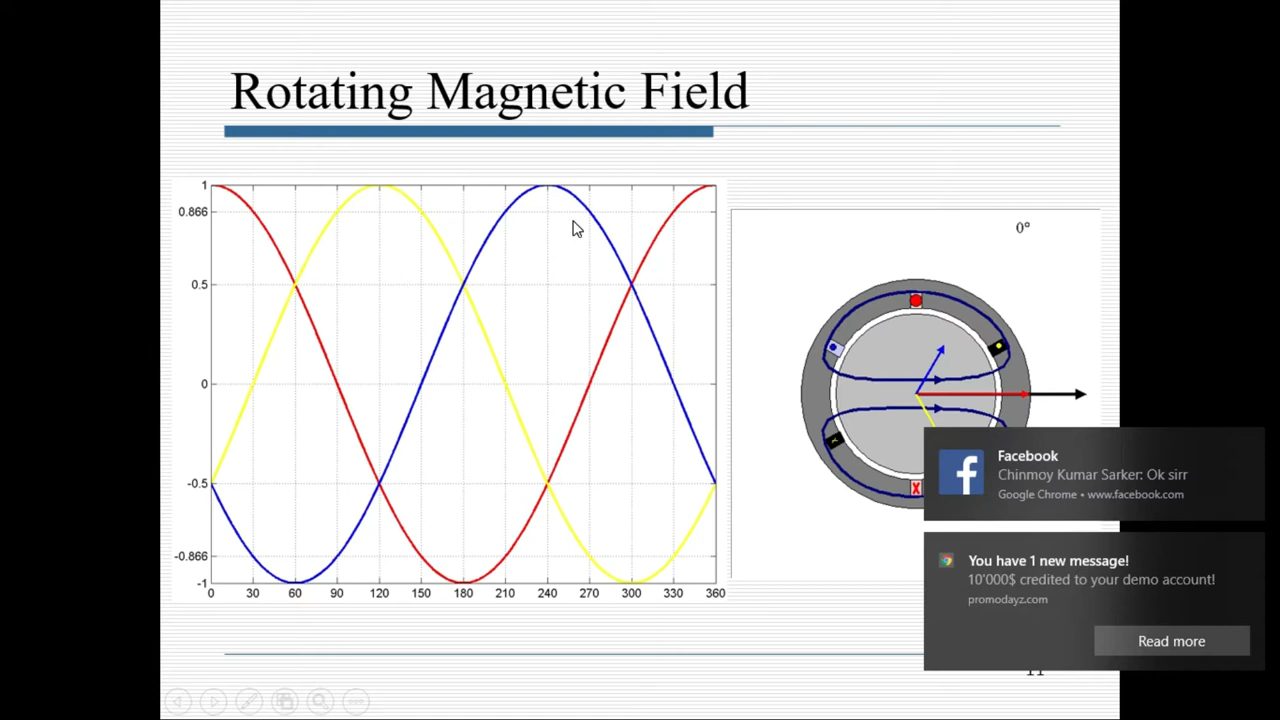 Rotating Magnetic Field
1
0.866
0.5
0
-0.5
-0.866
-1
0 30 60 90 120 150 180 210 240 270 300 330 360
0°
X
Facebook
Chinmoy Kumar Sarker: Ok sirr
Google Chrome • www.facebook.com
You have 1 new message!
10'000$ credited to your demo account!
promodayz.com
Read more